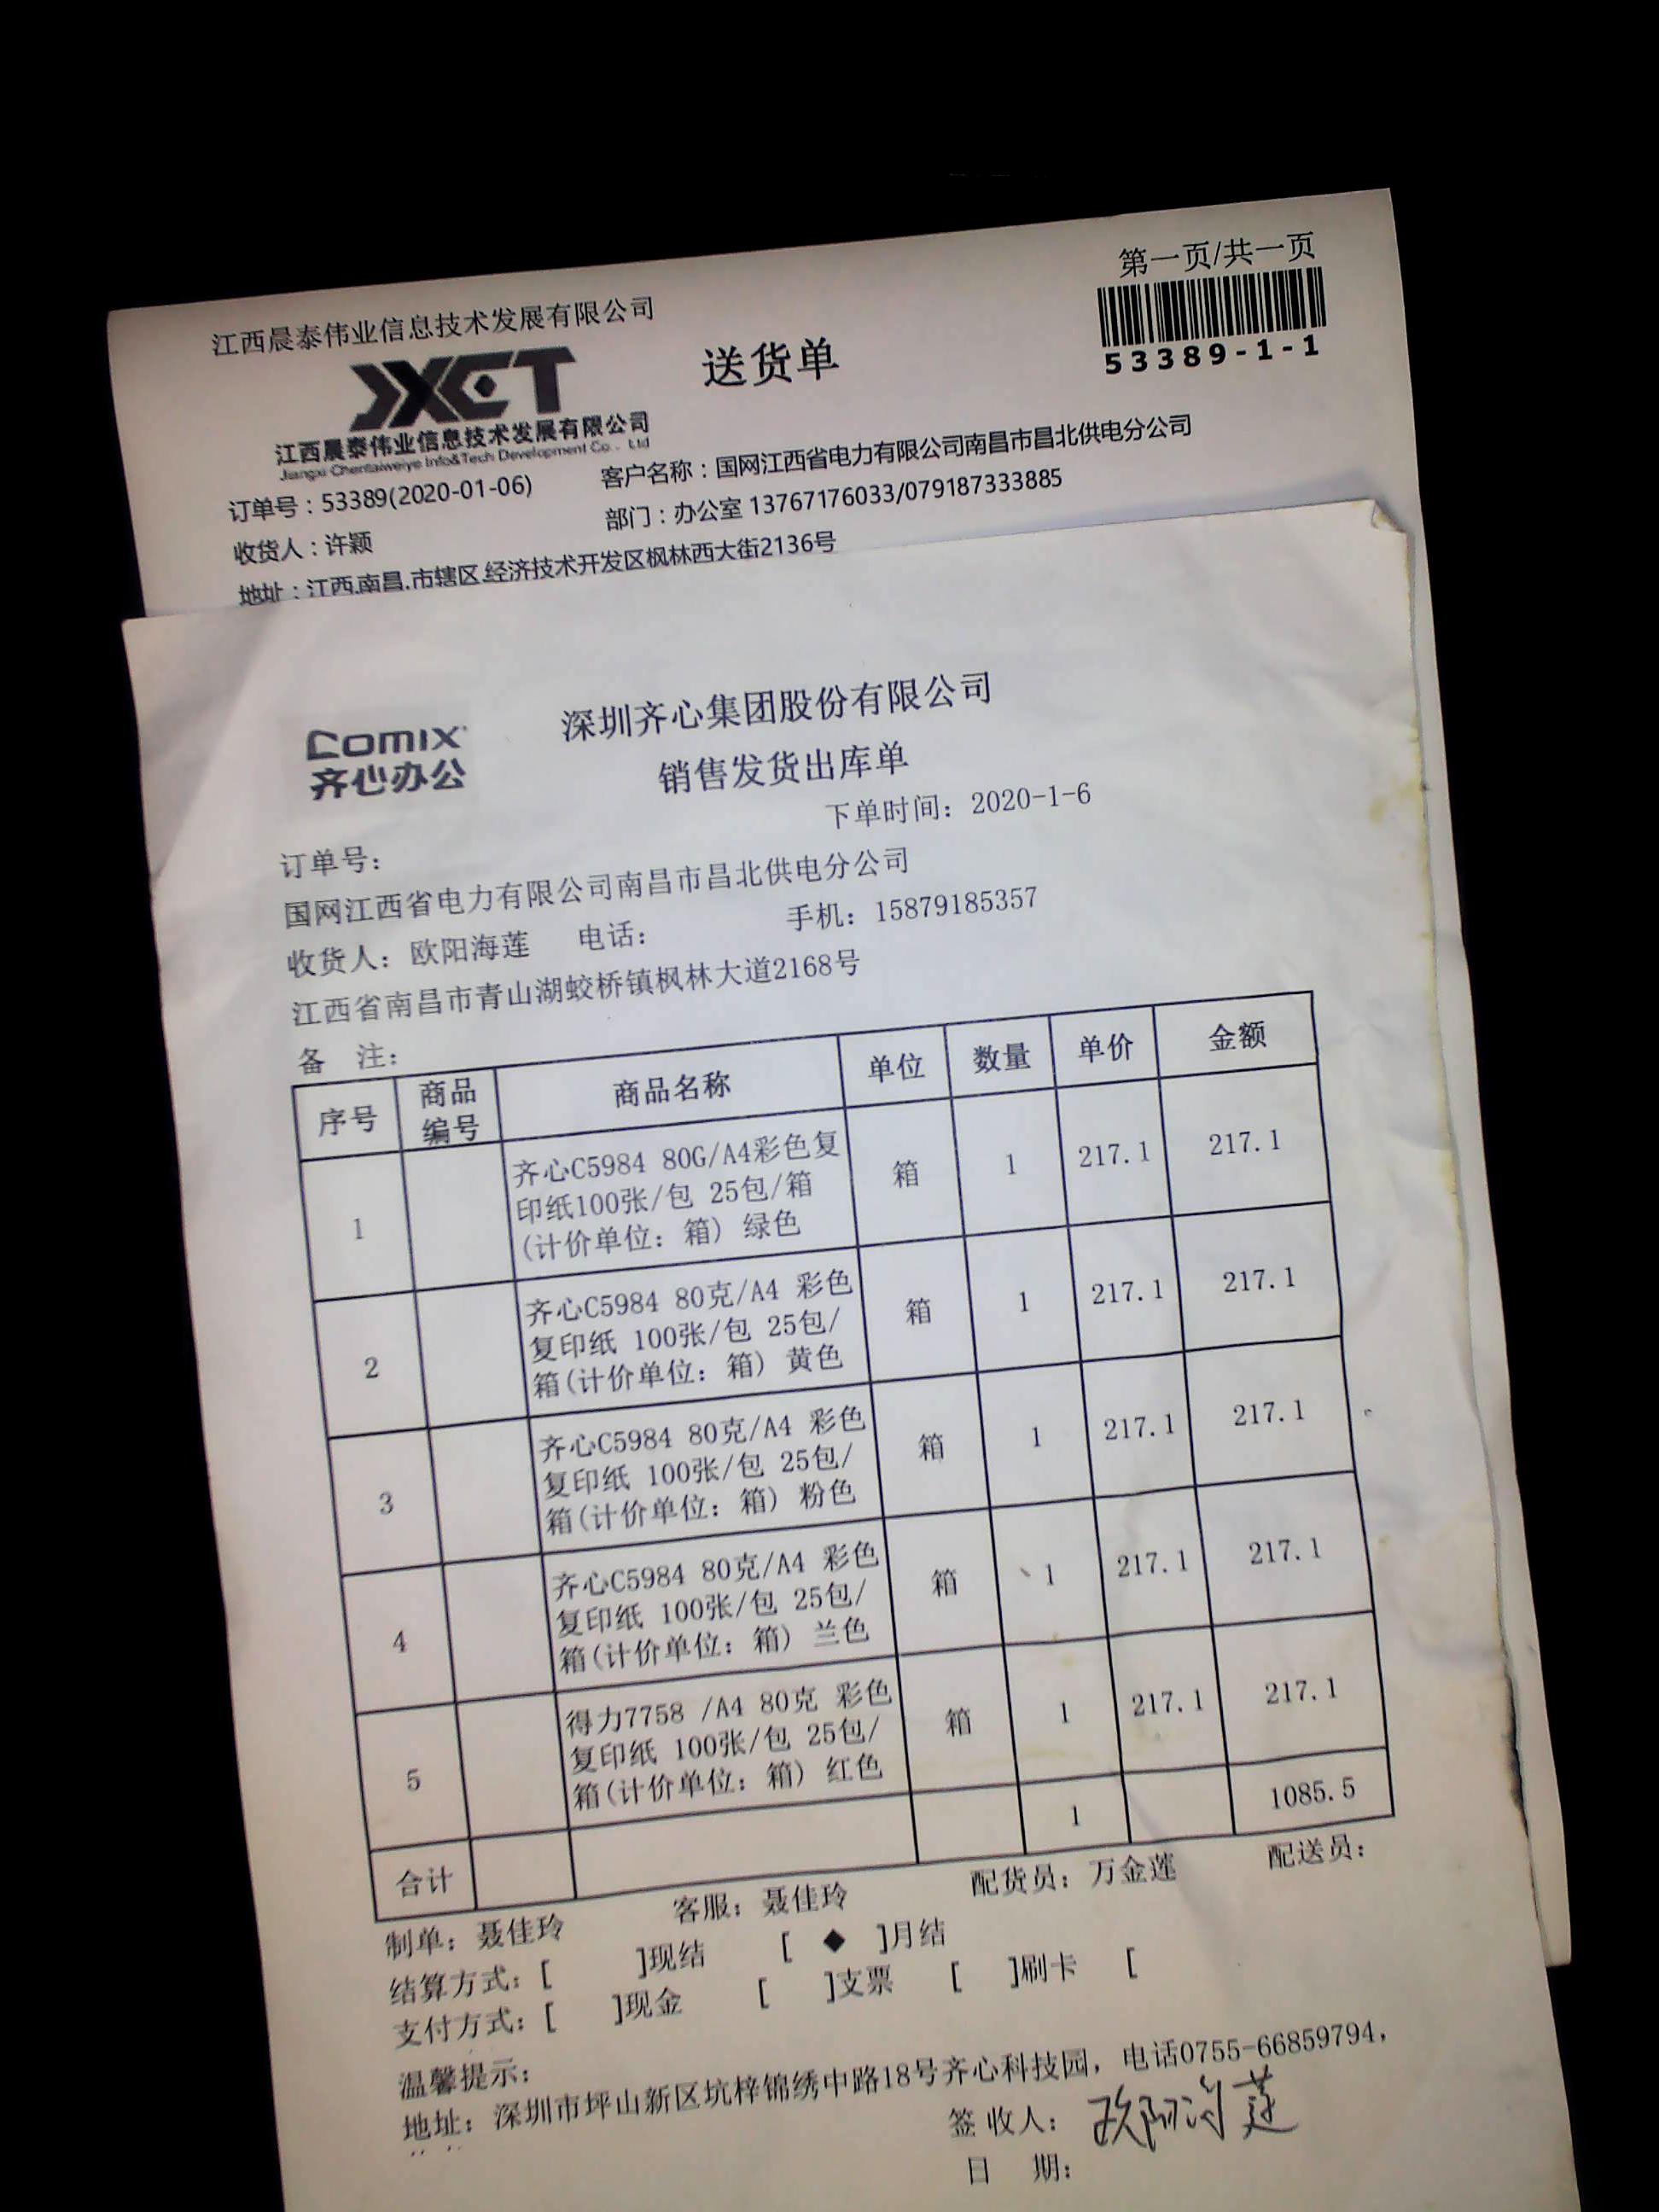 第一页/共一页
53389-1-1
江西晨泰伟业信息技术发展有限公司
送货单
JXCT
江西晨泰伟业信息技术发展有限公司
Jiangxi Chentaiweiye Info&Tech Development Co., Ltd
订单号：53389(2020-01-06)
客户名称：国网江西省电力有限公司南昌市昌北供电分公司
收货人：许颖
部门：办公室 13767176033/079187333885
地址：江西.南昌.市辖区.经济技术开发区枫林西大街2136号
Comix
齐心办公
深圳齐心集团股份有限公司
销售发货出库单
下单时间：2020-1-6
订单号：
国网江西省电力有限公司南昌市昌北供电分公司
收货人：欧阳海莲 电话： 手机：15879185357
江西省南昌市青山湖蛟桥镇枫林大道2168号
备 注：
序号 商品编号 商品名称 单位 数量 单价 金额
1 齐心C5984 80G/A4彩色复 箱 1 217.1 217.1
印纸100张/包 25包/箱
(计价单位：箱) 绿色
2 齐心C5984 80克/A4 彩色 箱 1 217.1 217.1
复印纸 100张/包 25包/
箱(计价单位：箱) 黄色
3 齐心C5984 80克/A4 彩色 箱 1 217.1 217.1
复印纸 100张/包 25包/
箱(计价单位：箱) 粉色
4 齐心C5984 80克/A4 彩色 箱 1 217.1 217.1
复印纸 100张/包 25包/
箱(计价单位：箱) 兰色
5 得力7758 /A4 80克 彩色 箱 1 217.1 217.1
复印纸 100张/包 25包/
箱(计价单位：箱) 红色
合计 1 1085.5
制单：聂佳玲 客服：聂佳玲 配货员：万金莲 配送员：
结算方式：[ ]现结 [ ◆ ]月结
支付方式：[ ]现金 [ ]支票 [ ]刷卡 [
温馨提示：
地址：深圳市坪山新区坑梓锦绣中路18号齐心科技园，电话0755-66859794，
签收人：欧阳海莲
日 期：